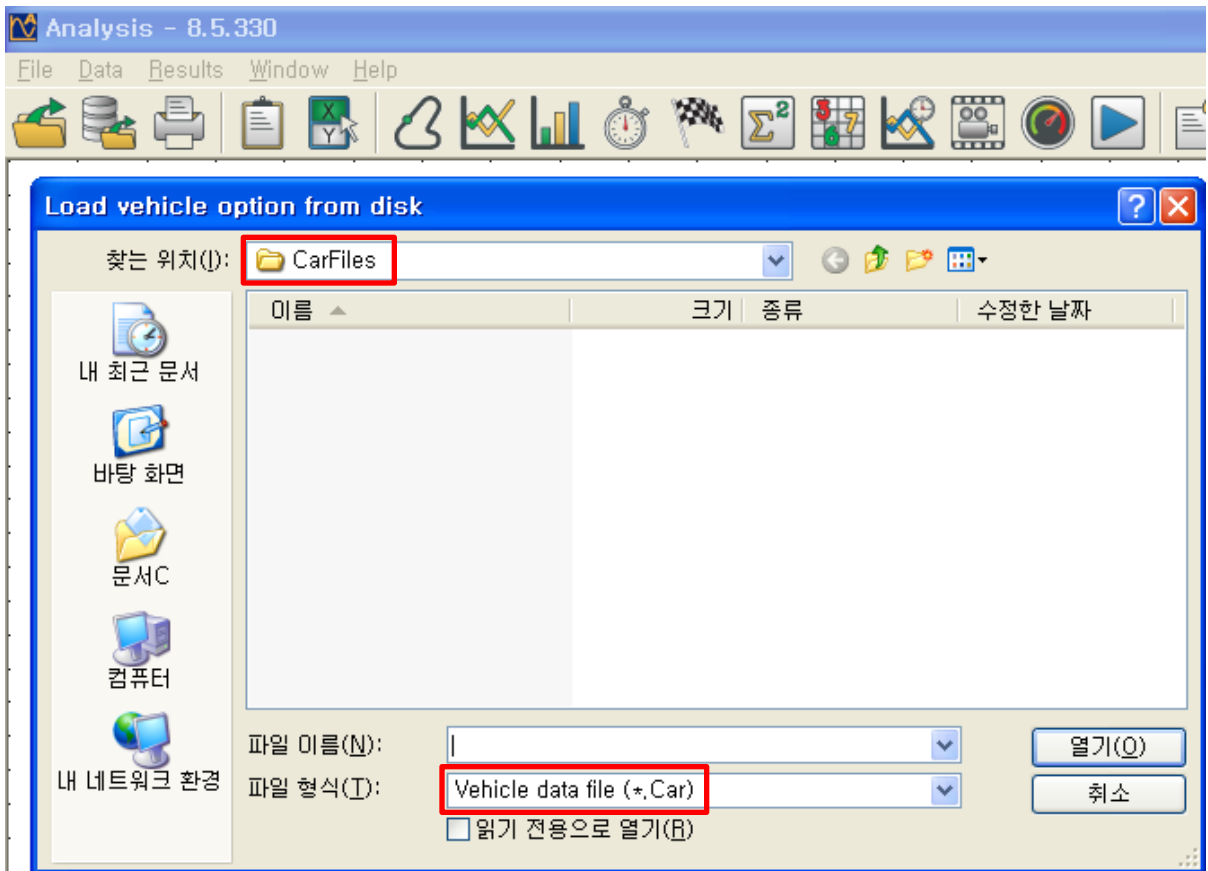 Analysis - 8.5.330
File Data Results Window Help
Load vehicle option from disk
찾는 위치(I): CarFiles
이름 크기 종류 수정한 날짜
내 최근 문서
바탕 화면
문서C
컴퓨터
내 네트워크 환경
파일 이름(N): 열기(O)
파일 형식(T): Vehicle data file (*.Car) 취소
읽기 전용으로 열기(R)